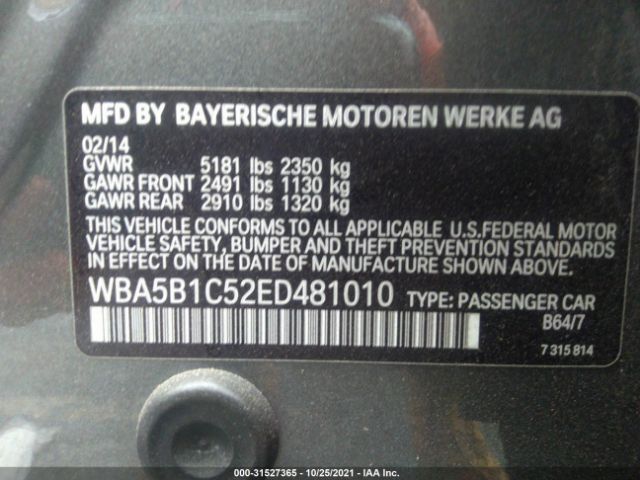 MFD BY BAYERISCHE MOTOREN WERKE AG
02/14
GVWR 5181 lbs 2350 kg
GAWR FRONT 2491 lbs 1130 kg
GAWR REAR 2910 lbs 1320 kg
THIS VEHICLE CONFORMS TO ALL APPLICABLE U.S.FEDERAL MOTOR
VEHICLE SAFETY, BUMPER AND THEFT PREVENTION STANDARDS
IN EFFECT ON THE DATE OF MANUFACTURE SHOWN ABOVE.
WBA5B1C52ED481010 TYPE: PASSENGER CAR
B64/7
7 315 814
000-31527365 - 10/25/2021 - IAA Inc.